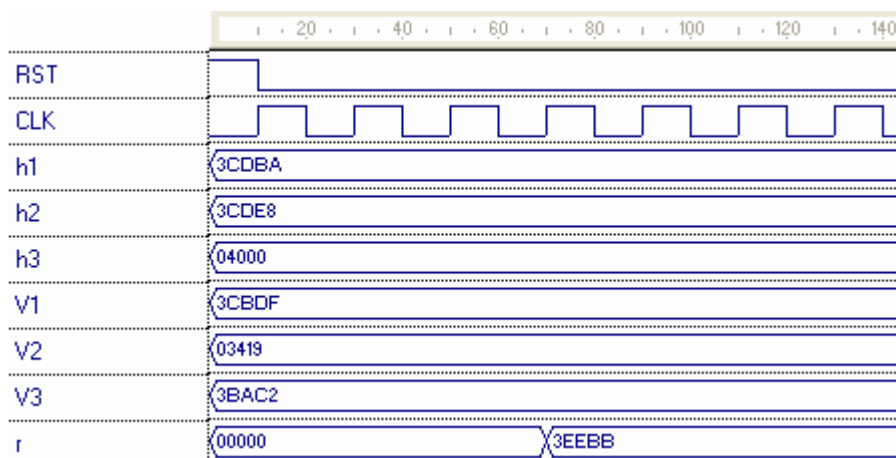 20 40 60 80 100 120 140
RST
CLK
h1 3CDBA
h2 3CDE8
h3 04000
V1 3CBDF
V2 03419
V3 3BAC2
r 00000 3EEBB